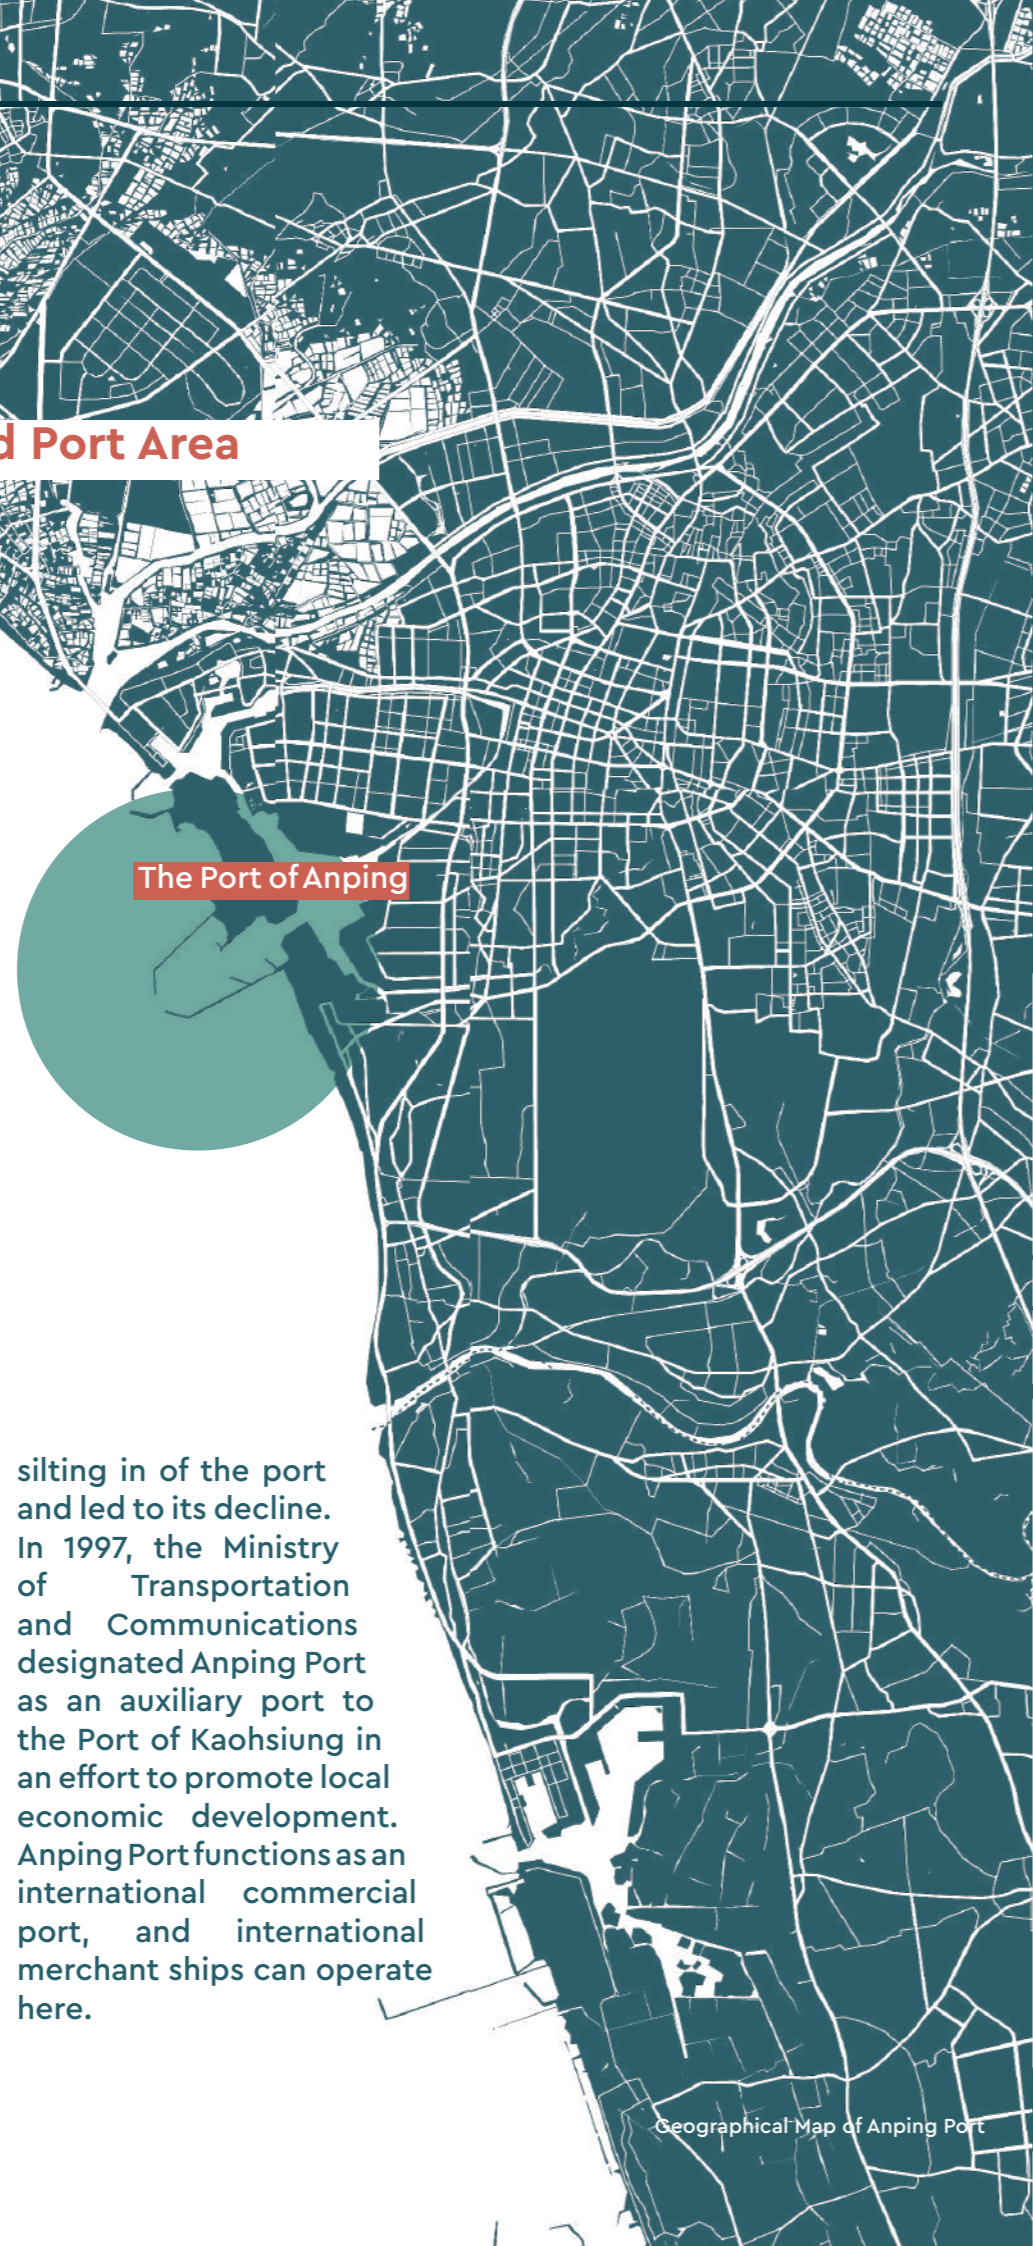 d Port Area
The Port of Anping
silting in of the port
and led to its decline.
In 1997, the Ministry
of Transportation
and Communications
designated Anping Port
as an auxiliary port to
the Port of Kaohsiung in
an effort to promote local
economic development.
Anping Port functions as an
international commercial
port, and international
merchant ships can operate
here.
Geographical Map of Anping Port